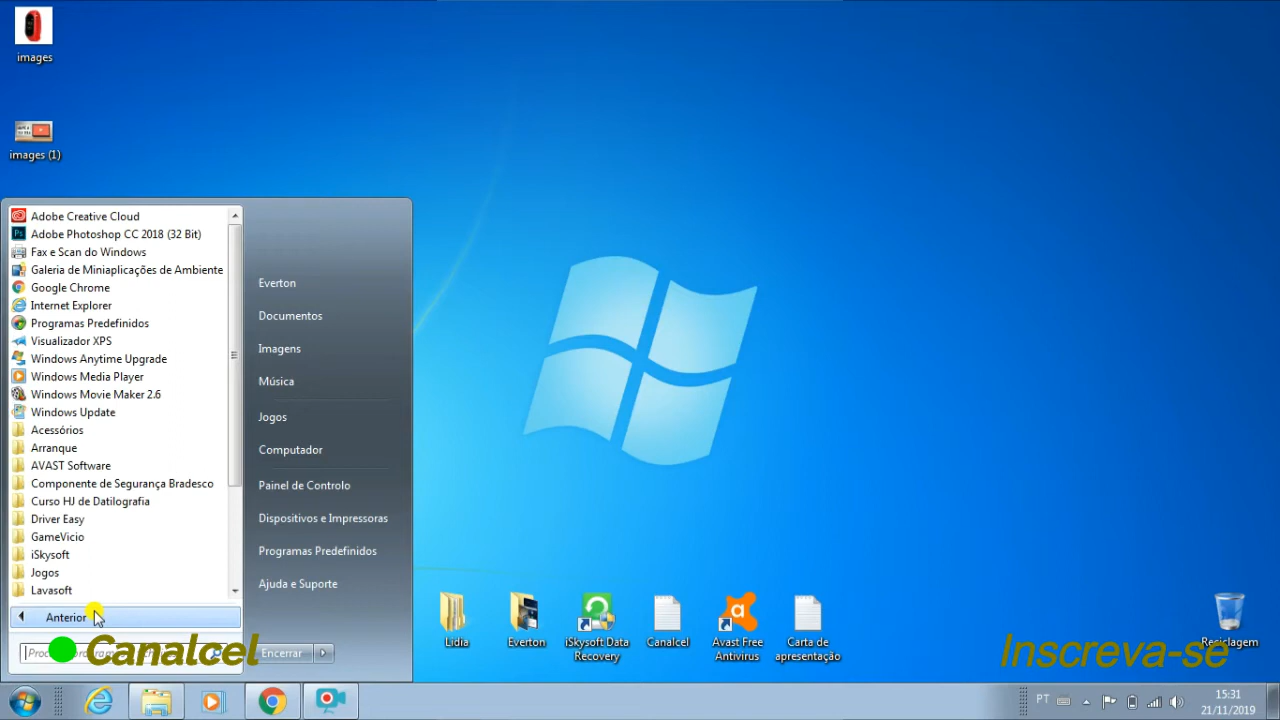 images
images (1)
Adobe Creative Cloud
Adobe Photoshop CC 2018 (32 Bit)
Fax e Scan do Windows
Galeria de Miniaplicações de Ambiente
Google Chrome
Internet Explorer
Programas Predefinidos
Visualizador XPS
Windows Anytime Upgrade
Windows Media Player
Windows Movie Maker 2.6
Windows Update
Acessórios
Arranque
AVAST Software
Componente de Segurança Bradesco
Curso HJ de Datilografia
Driver Easy
GameVicio
iSkysoft
Jogos
Lavasoft
Anterior
Canalcel
Everton
Documentos
Imagens
Música
Jogos
Computador
Painel de Controlo
Dispositivos e Impressoras
Programas Predefinidos
Ajuda e Suporte
Encerrar
Lidia
Everton
iSkysoft Data
Recovery
Canalcel
Avast Free
Antivirus
Carta de
apresentação
Reciclagem
Inscreva-se
PT
15:31
21/11/2019